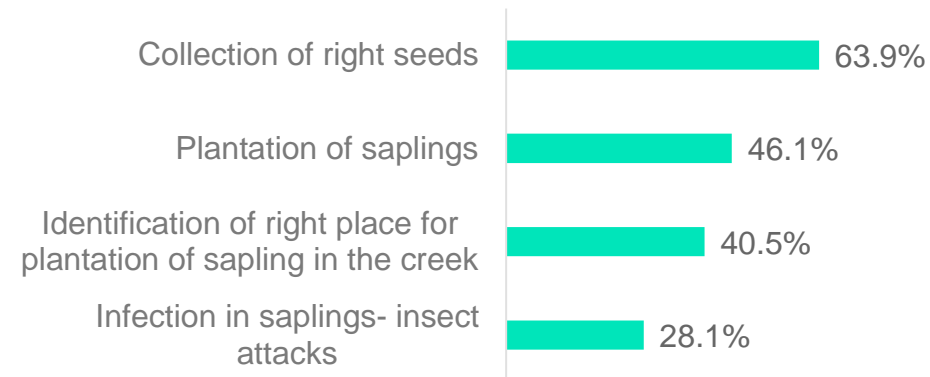 Collection of right seeds 63.9%
Plantation of saplings 46.1%
Identification of right place for
plantation of sapling in the creek 40.5%
Infection in saplings- insect
attacks 28.1%